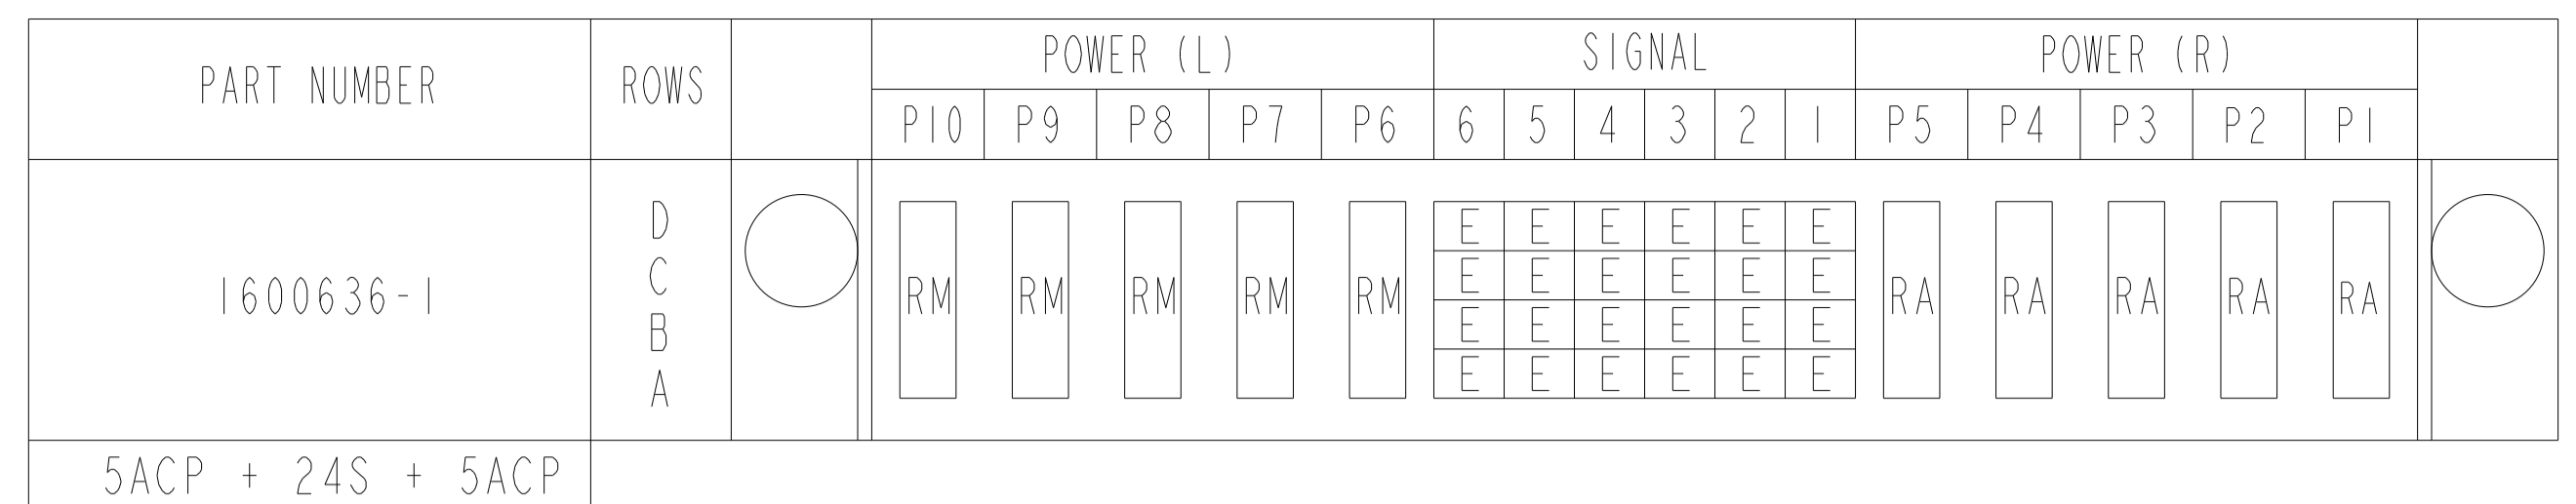 PART NUMBER ROWS POWER (L) SIGNAL POWER (R)
P10 P9 P8 P7 P6 6 5 4 3 2 1 P5 P4 P3 P2 P1
D E E E E E E
C E E E E E E
1600636-1 RM RM RM RM RM RA RA RA RA RA
B E E E E E E
A E E E E E E
5ACP + 24S + 5ACP